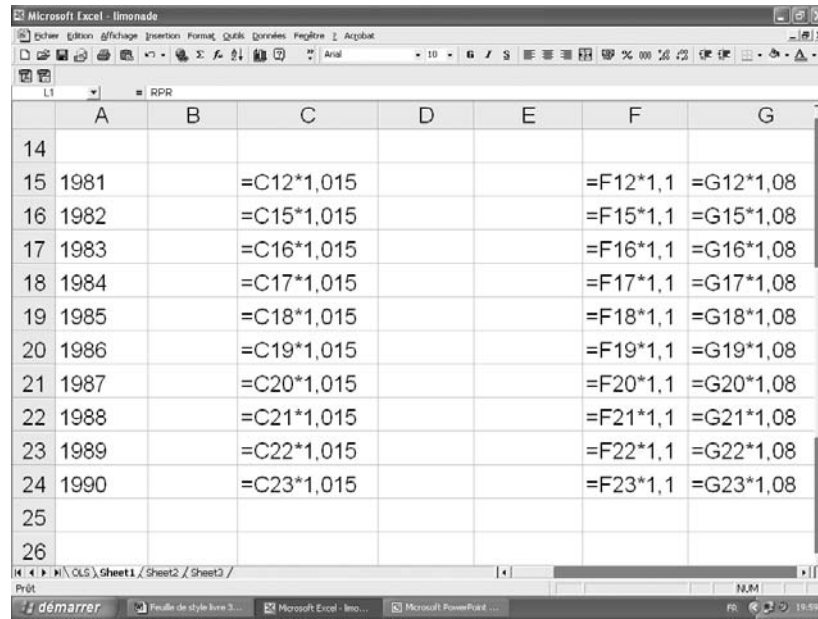 Microsoft Excel - limonade
Fichier Edition Affichage Insertion Format Outils Données Fenêtre ? Acrobat
Arial 10 G I S
L1 = RPR
A B C D E F G
14
15 1981 =C12*1,015 =F12*1,1 =G12*1,08
16 1982 =C15*1,015 =F15*1,1 =G15*1,08
17 1983 =C16*1,015 =F16*1,1 =G16*1,08
18 1984 =C17*1,015 =F17*1,1 =G17*1,08
19 1985 =C18*1,015 =F18*1,1 =G18*1,08
20 1986 =C19*1,015 =F19*1,1 =G19*1,08
21 1987 =C20*1,015 =F20*1,1 =G20*1,08
22 1988 =C21*1,015 =F21*1,1 =G21*1,08
23 1989 =C22*1,015 =F22*1,1 =G22*1,08
24 1990 =C23*1,015 =F23*1,1 =G23*1,08
25
26
OLS / Sheet1 / Sheet2 / Sheet3 /
Prêt NUM
démarrer Feuille de style livre 3... Microsoft Excel - limo... Microsoft PowerPoint ... FR 19:59